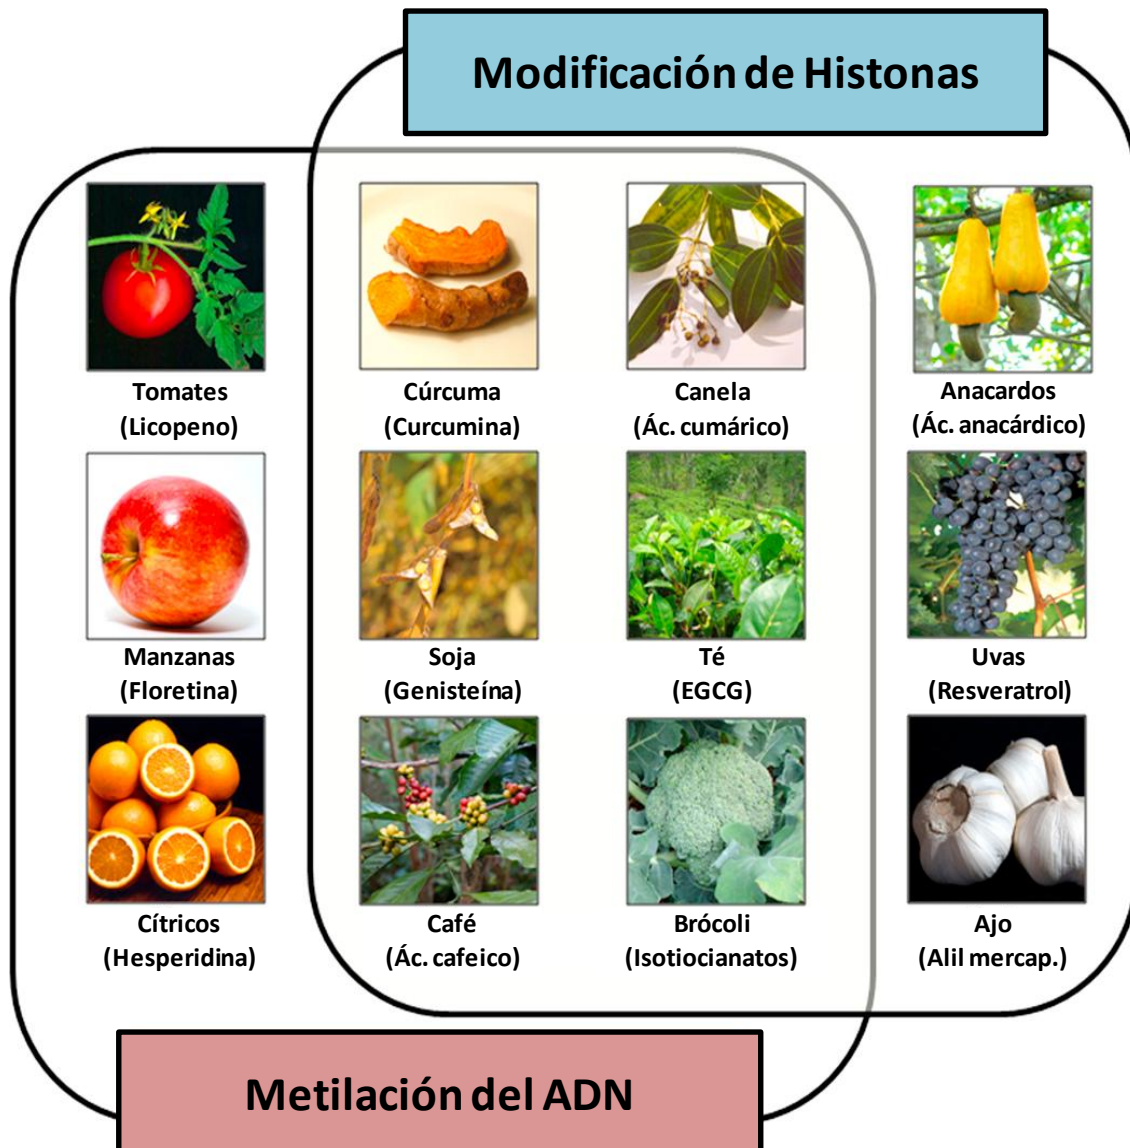 Modificación de Histonas
Tomates
(Licopeno)
Cúrcuma
(Curcumina)
Canela
(Ác. cumárico)
Anacardos
(Ác. anacárdico)
Manzanas
(Floretina)
Soja
(Genisteína)
Té
(EGCG)
Uvas
(Resveratrol)
Cítricos
(Hesperidina)
Café
(Ác. cafeico)
Brócoli
(Isotiocianatos)
Ajo
(Alil mercap.)
Metilación del ADN